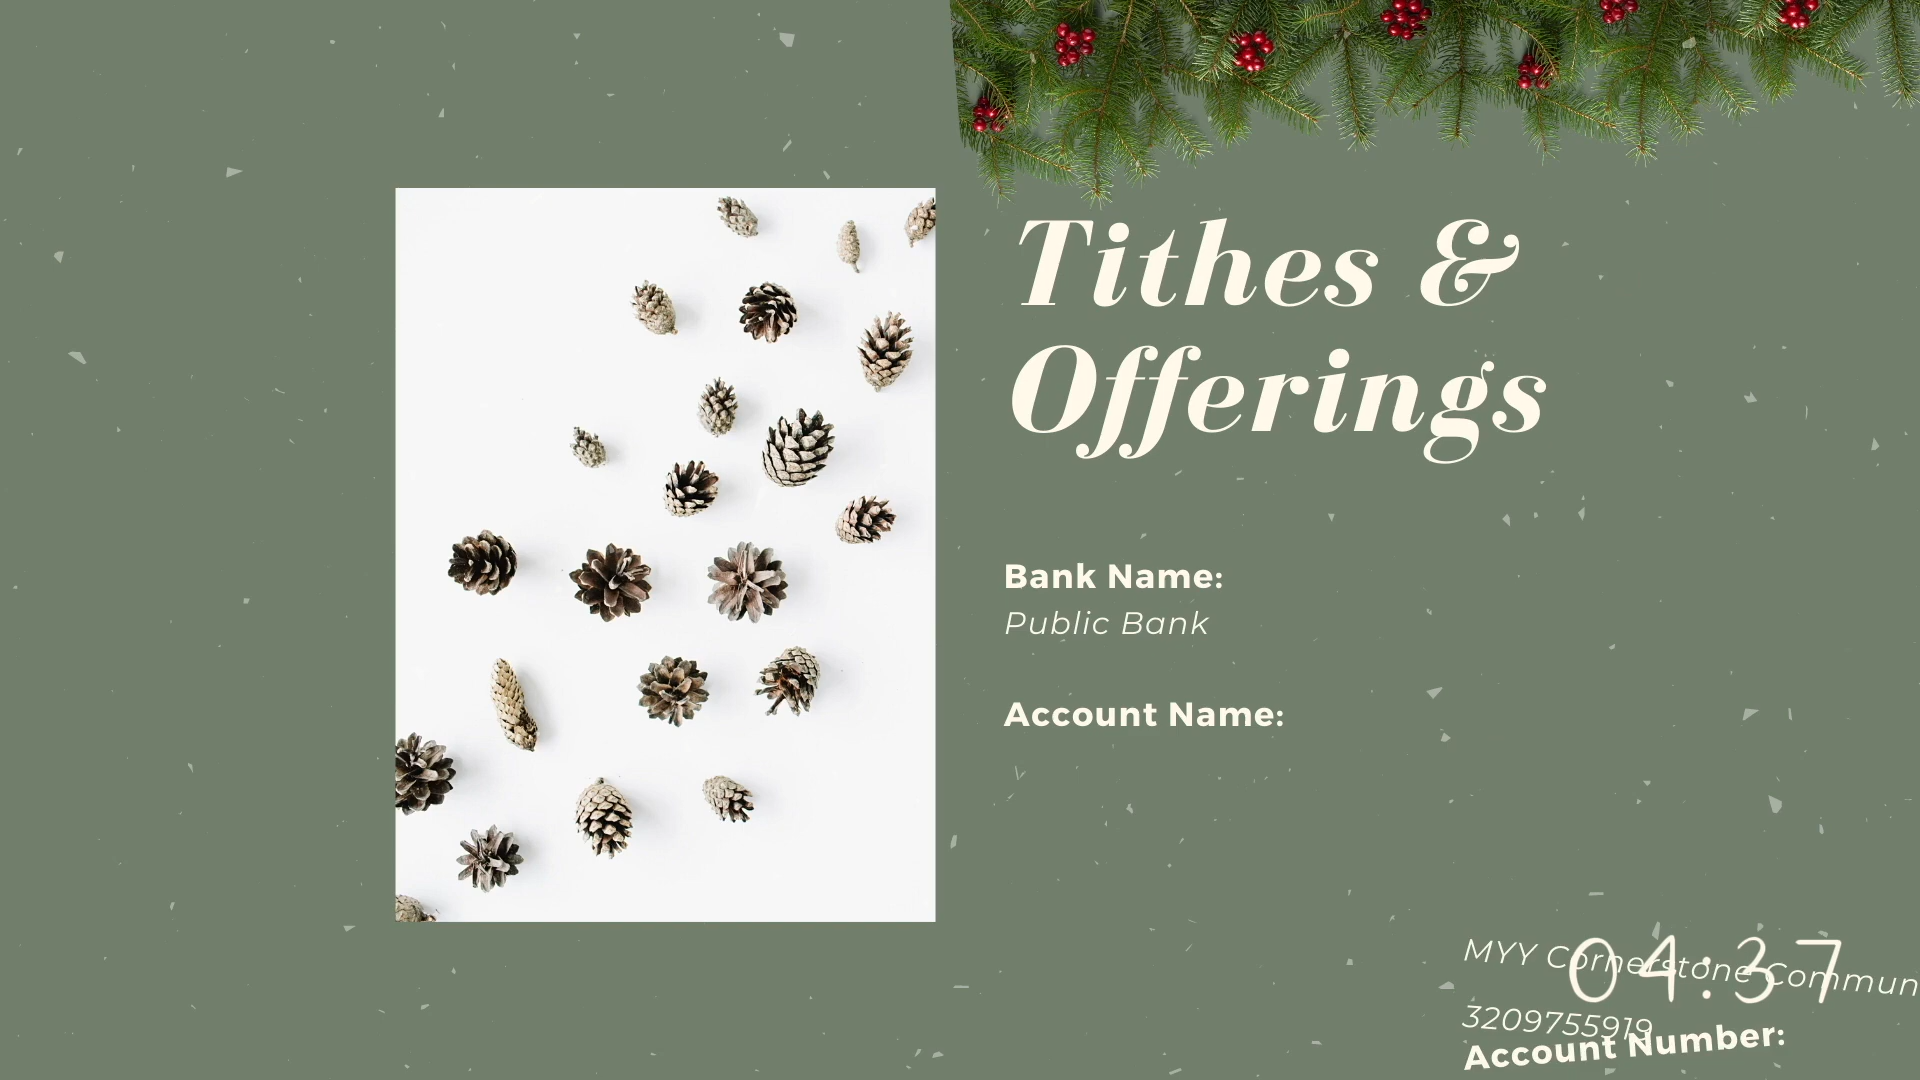 Tithes &
Offerings
Bank Name:
Public Bank
Account Name:
MYY Cornerstone Commun
04:37
3209755919
Account Number: